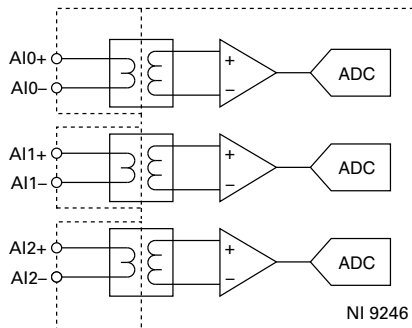 AI0+
AI0–
+
–
ADC
AI1+
AI1–
+
–
ADC
AI2+
AI2–
+
–
ADC
NI 9246